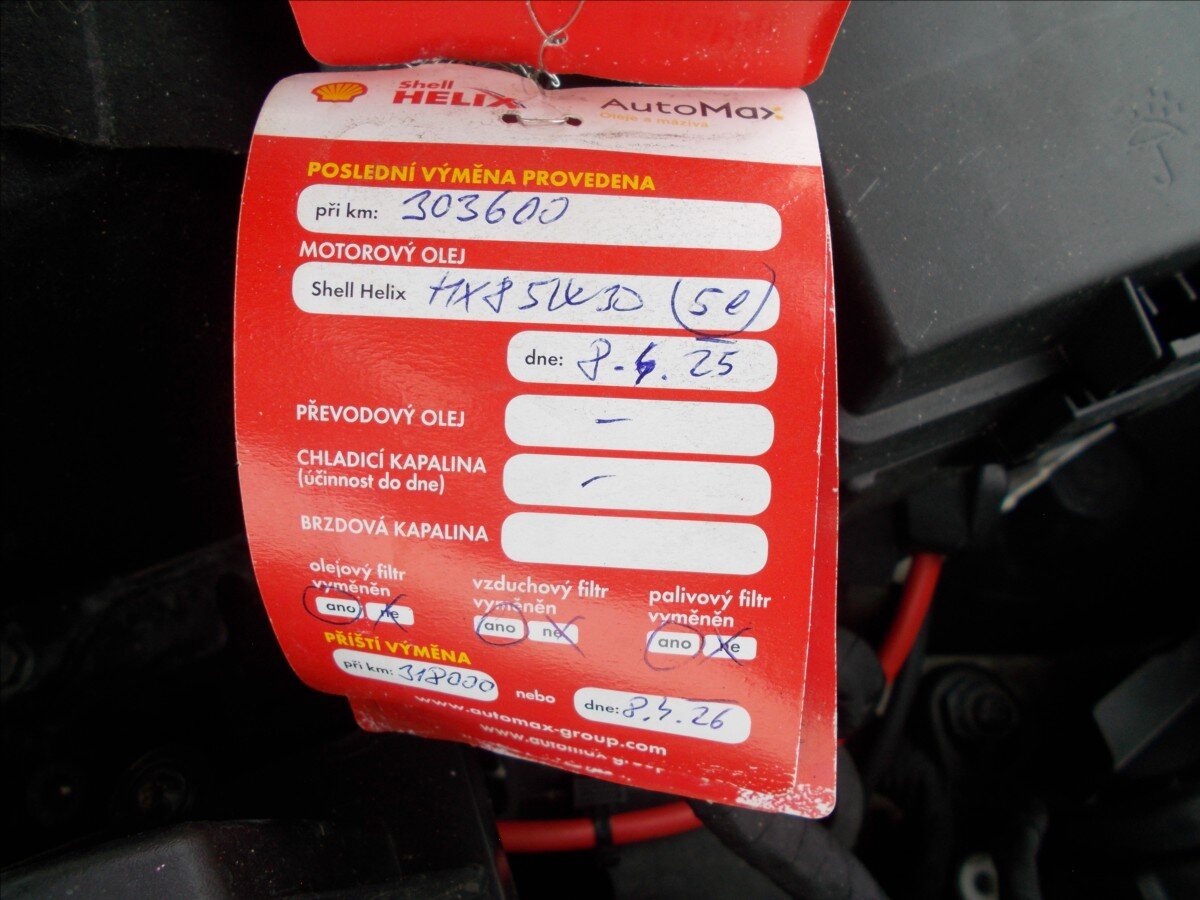 Shell
HELIX
AutoMax
Oleje a maziva
POSLEDNÍ VÝMĚNA PROVEDENA
při km: 303600
MOTOROVÝ OLEJ
Shell Helix HX8 5W30 (5l)
dne: 8.4.25
PŘEVODOVÝ OLEJ –
CHLADICÍ KAPALINA –
(účinnost do dne)
BRZDOVÁ KAPALINA
olejový filtr
vyměněn
ano ne
vzduchový filtr
vyměněn
ano ne
palivový filtr
vyměněn
ano ne
PŘÍŠTÍ VÝMĚNA
při km: 318000 nebo dne: 8.4.26
www.automax-group.com